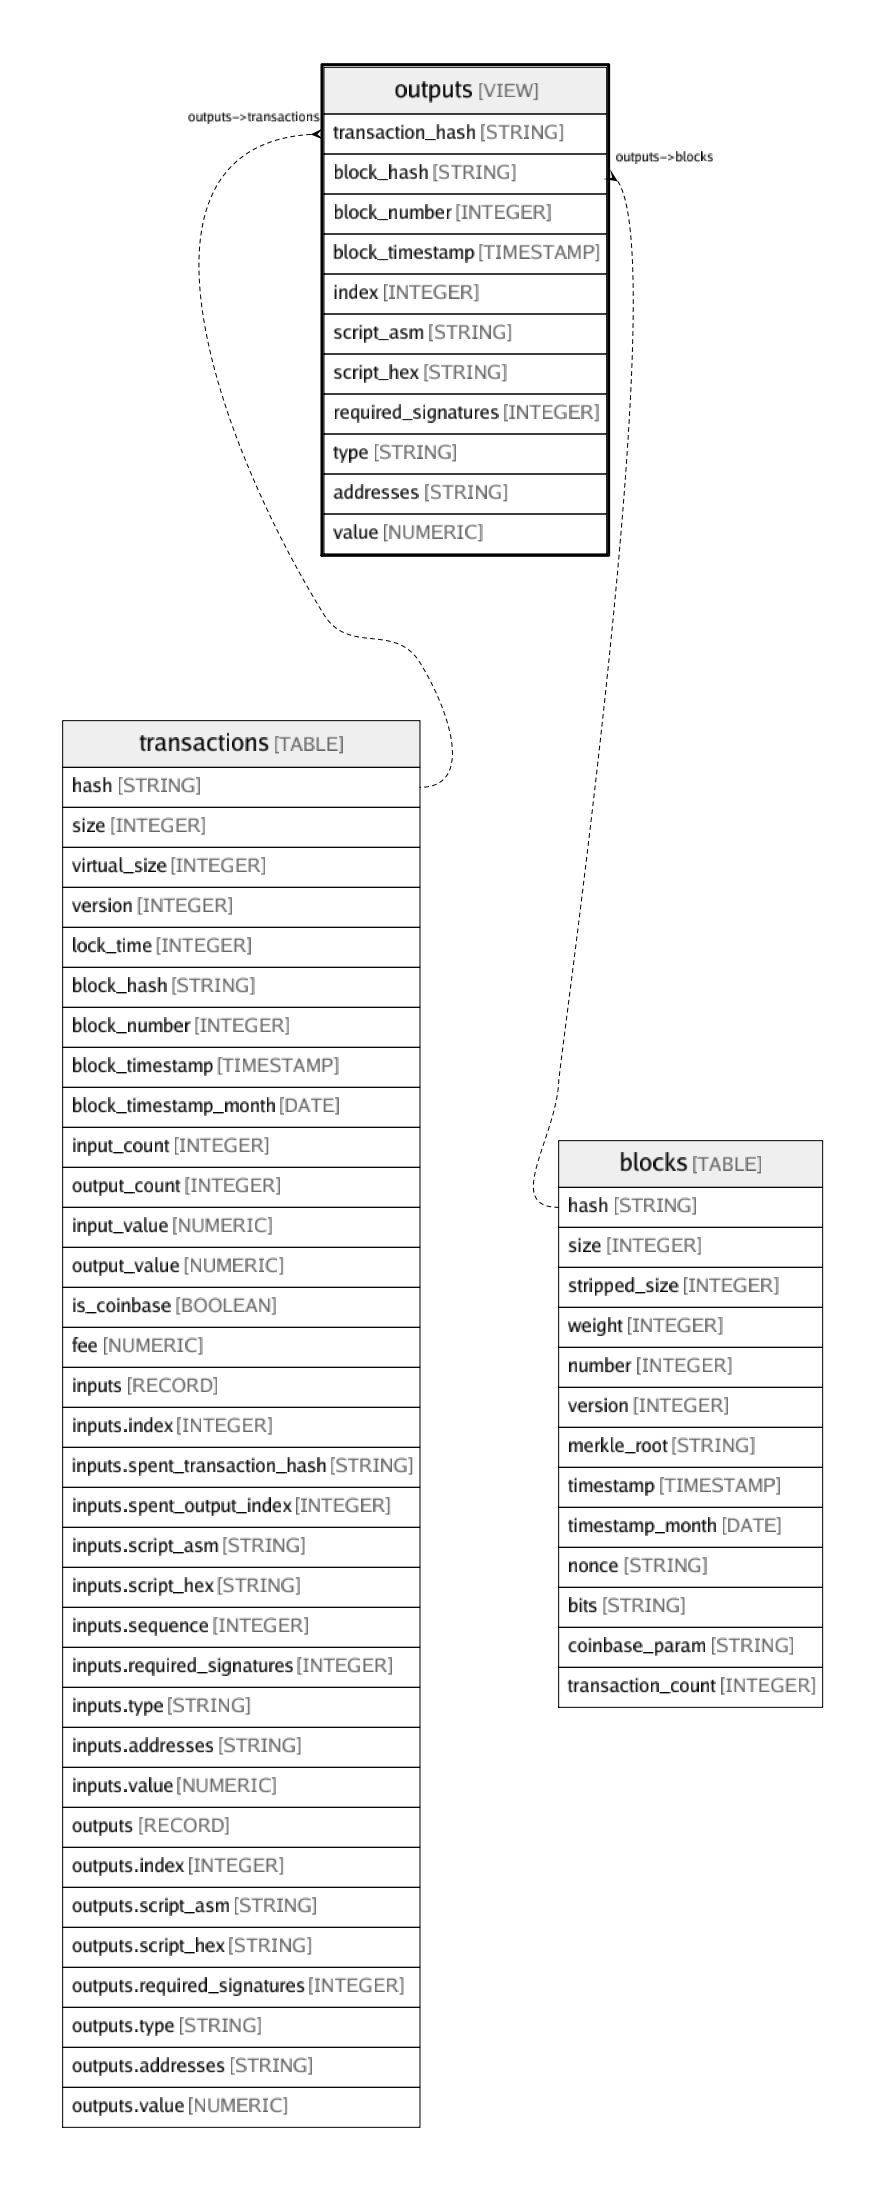 outputs [VIEW]
outputs->transactions
transaction_hash [STRING]
outputs->blocks
block_hash [STRING]
block_number [INTEGER]
block_timestamp [TIMESTAMP]
index [INTEGER]
script_asm [STRING]
script_hex [STRING]
required_signatures [INTEGER]
type [STRING]
addresses [STRING]
value [NUMERIC]
transactions [TABLE]
hash [STRING]
size [INTEGER]
virtual_size [INTEGER]
version [INTEGER]
lock_time [INTEGER]
block_hash [STRING]
block_number [INTEGER]
block_timestamp [TIMESTAMP]
block_timestamp_month [DATE]
input_count [INTEGER]
output_count [INTEGER]
input_value [NUMERIC]
output_value [NUMERIC]
is_coinbase [BOOLEAN]
fee [NUMERIC]
inputs [RECORD]
inputs.index [INTEGER]
inputs.spent_transaction_hash [STRING]
inputs.spent_output_index [INTEGER]
inputs.script_asm [STRING]
inputs.script_hex [STRING]
inputs.sequence [INTEGER]
inputs.required_signatures [INTEGER]
inputs.type [STRING]
inputs.addresses [STRING]
inputs.value [NUMERIC]
outputs [RECORD]
outputs.index [INTEGER]
outputs.script_asm [STRING]
outputs.script_hex [STRING]
outputs.required_signatures [INTEGER]
outputs.type [STRING]
outputs.addresses [STRING]
outputs.value [NUMERIC]
blocks [TABLE]
hash [STRING]
size [INTEGER]
stripped_size [INTEGER]
weight [INTEGER]
number [INTEGER]
version [INTEGER]
merkle_root [STRING]
timestamp [TIMESTAMP]
timestamp_month [DATE]
nonce [STRING]
bits [STRING]
coinbase_param [STRING]
transaction_count [INTEGER]